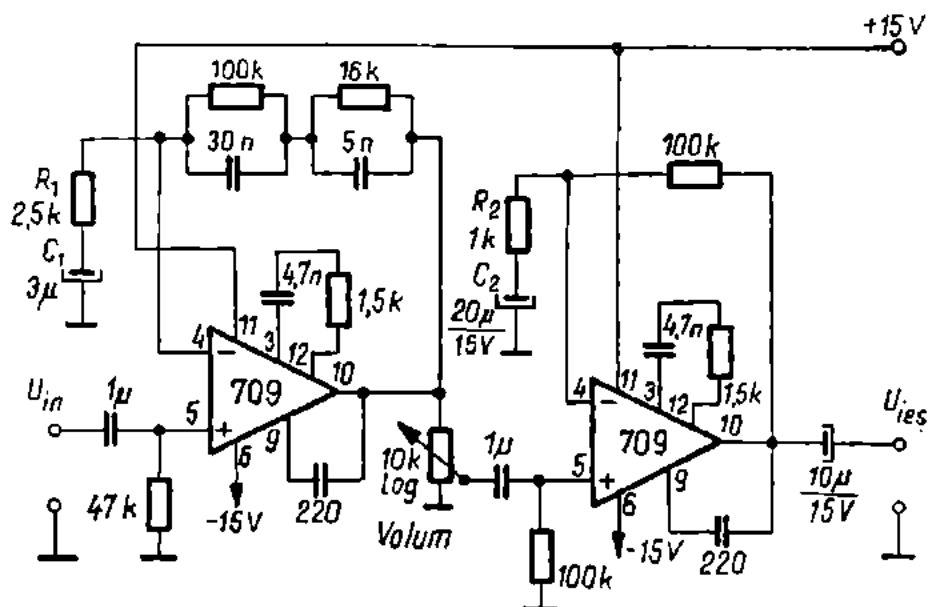 +15V
100k
16k
30n
5n
100k
R1
2,5k
C1
3μ
R2
1k
C2
20μ
15V
4,7n
1,5k
11
3
12
4
−
709
10
5
+
6
9
Uin
1μ
47k
-15V
220
10k
log
Volum
1μ
100k
4,7n
1,5k
11
3
12
4
−
709
10
5
+
6
9
-15V
220
10μ
15V
Uies